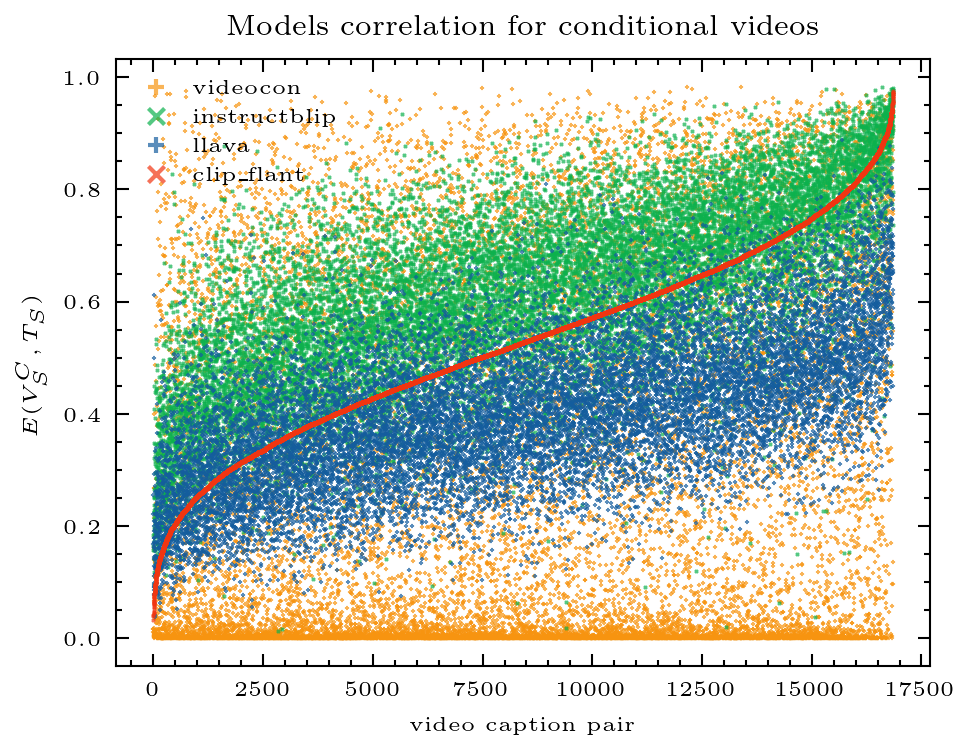 Models correlation for conditional videos
1.0
0.8
0.6
0.4
0.2
0.0
E(V_S^C, T_S)
videocon
instructblip
llava
clip_flant
0
2500
5000
7500
10000
12500
15000
17500
video caption pair